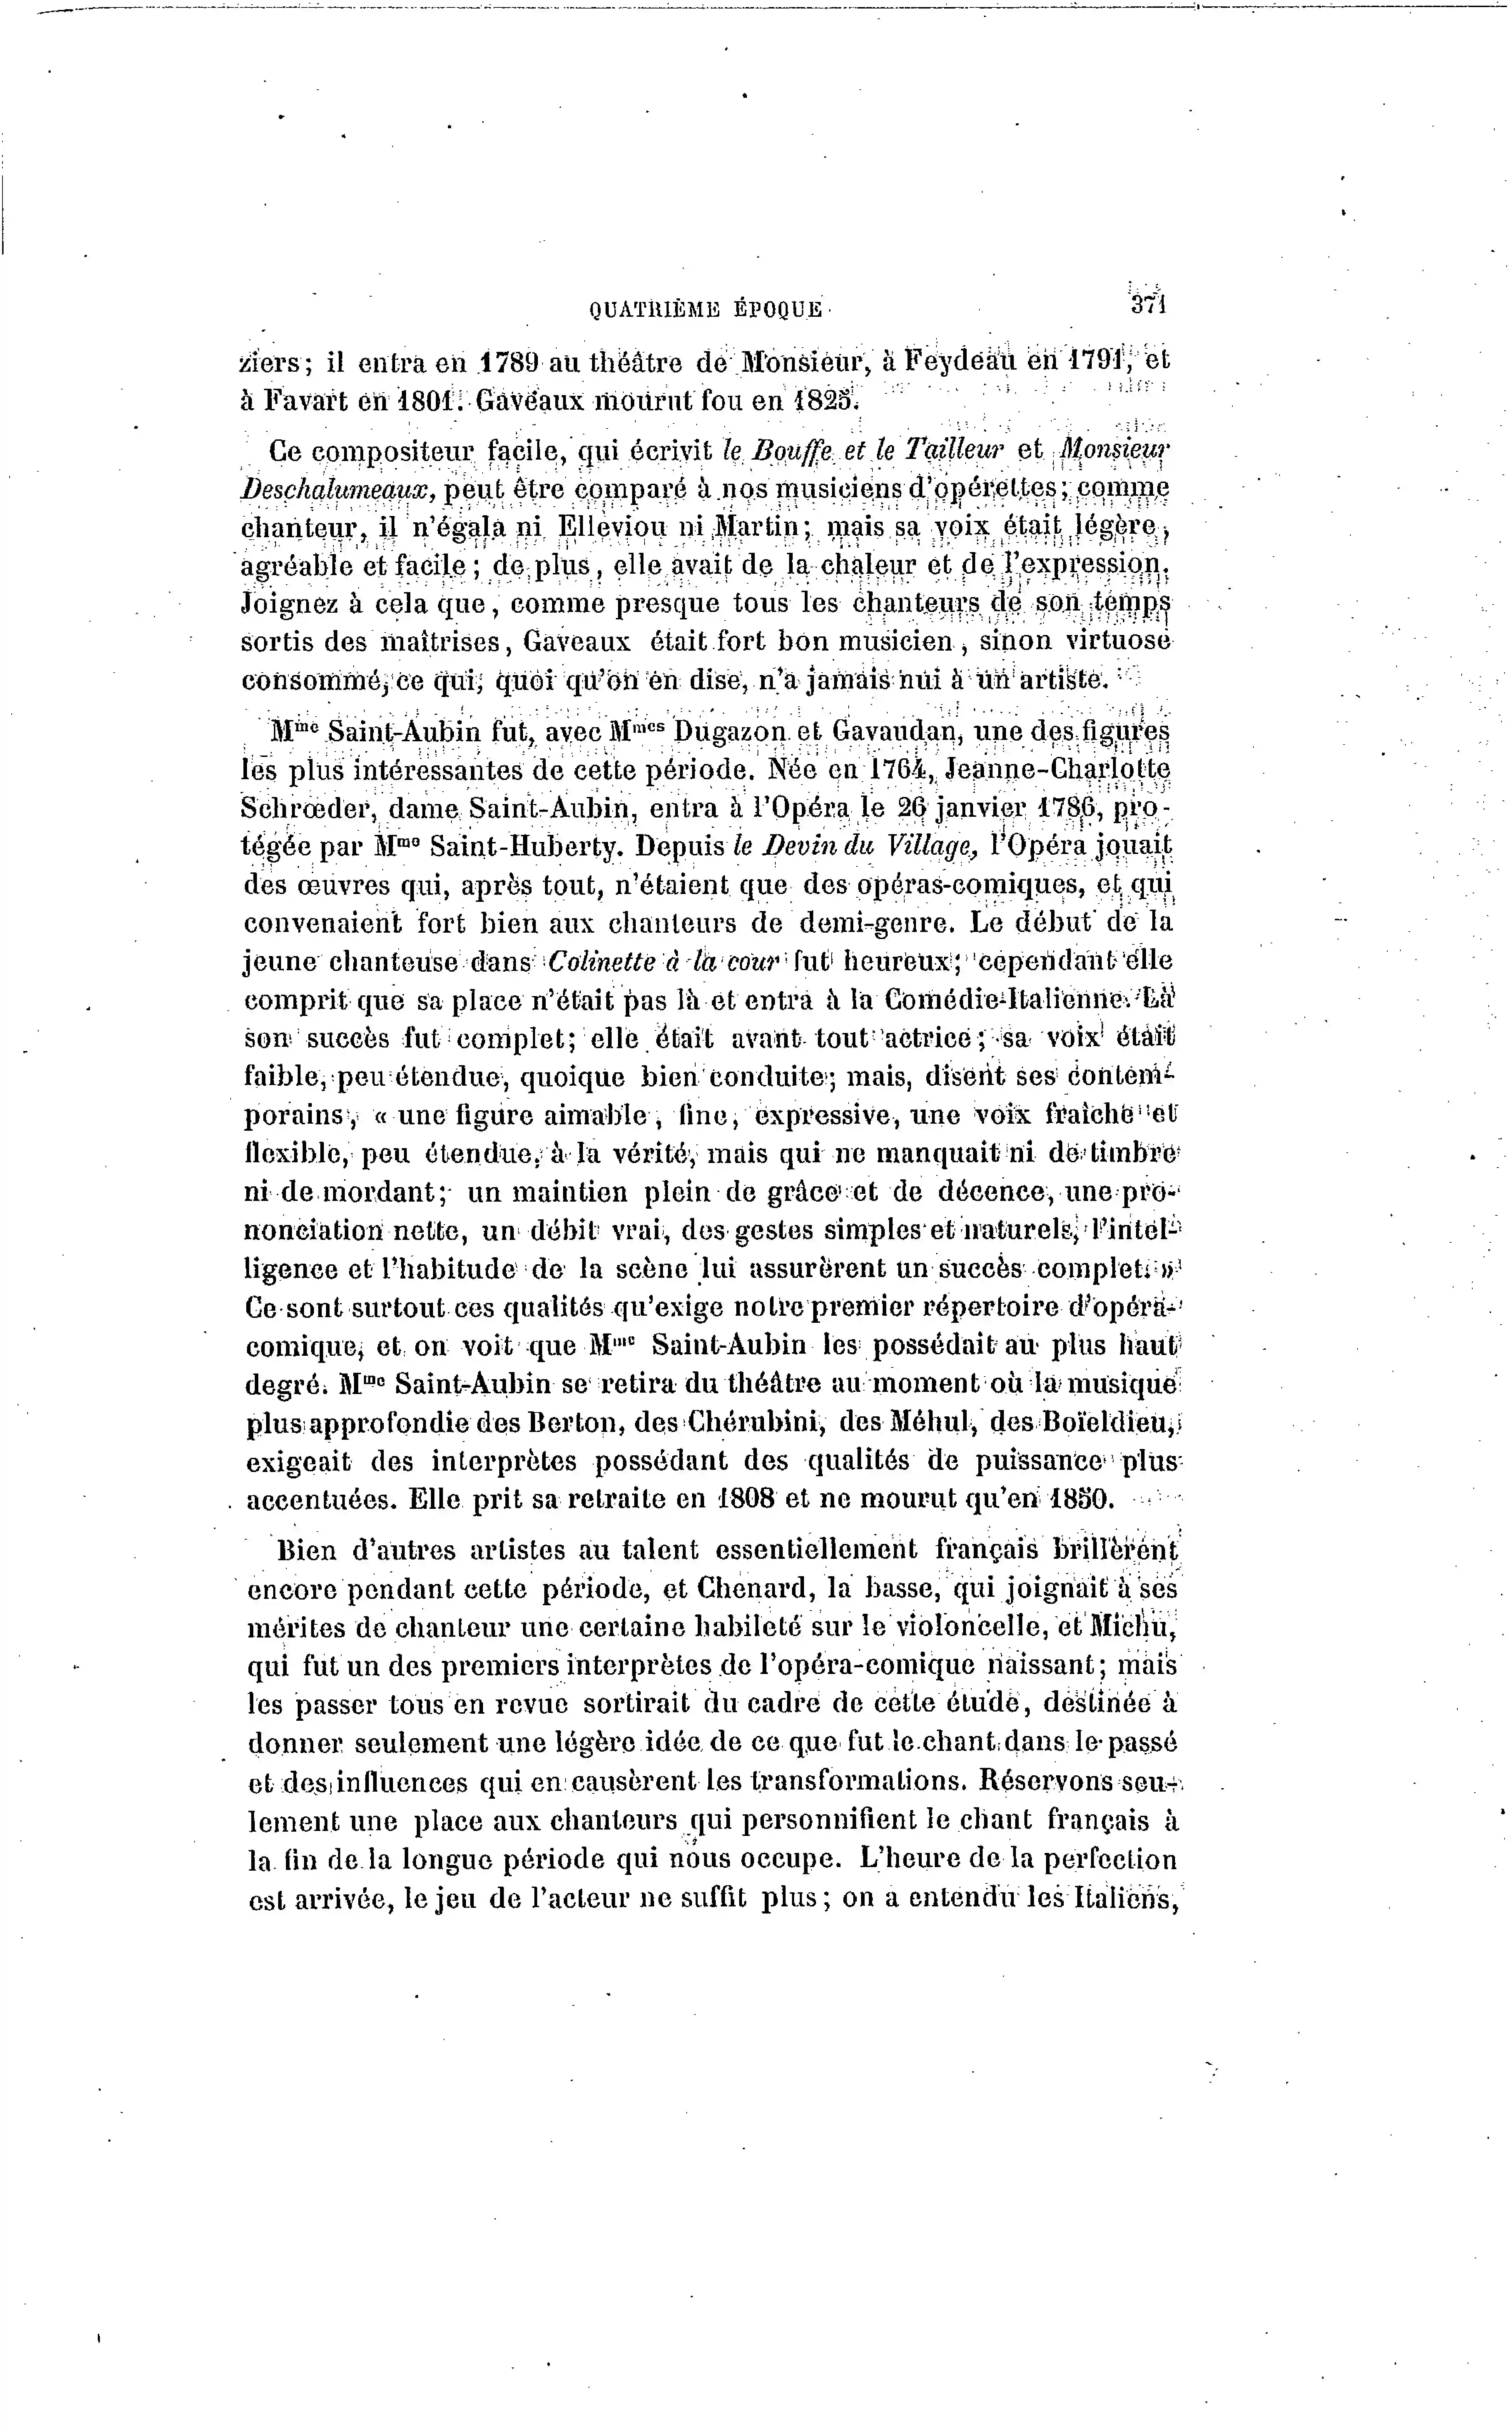 QUATRIÈME ÉPOQUE. 371
ziers; il entra en 1789 au théâtre de Monsieur, à Feydeau en 1791, et
à Favart en 1801. Gaveaux mourut fou en 1825.
Ce compositeur facile, qui écrivit le Bouffe et le Tailleur et Monsieur
Deschalumeaux, peut être comparé à nos musiciens d'opérettes; comme
chanteur, il n'égala ni Elleviou ni Martin; mais sa voix était légère,
agréable et facile; de plus, elle avait de la chaleur et de l'expression.
Joignez à cela que, comme presque tous les chanteurs de son temps
sortis des maîtrises, Gaveaux était fort bon musicien, sinon virtuose
consommé, ce qui, quoi qu'on en dise, n'a jamais nui à un artiste.
Mme Saint-Aubin fut, avec Mmes Dugazon et Gavaudan, une des figures
les plus intéressantes de cette période. Née en 1764, Jeanne-Charlotte
Schrœder, dame Saint-Aubin, entra à l'Opéra le 26 janvier 1786, pro-
tégée par Mme Saint-Huberty. Depuis le Devin du Village, l'Opéra jouait
des œuvres qui, après tout, n'étaient que des opéras-comiques, et qui
convenaient fort bien aux chanteurs de demi-genre. Le début de la
jeune chanteuse dans Colinette à la cour fut heureux; cependant elle
comprit que sa place n'était pas là et entra à la Comédie-Italienne. Là
son succès fut complet; elle était avant tout actrice; sa voix était
faible, peu étendue, quoique bien conduite; mais, disent ses contem-
porains, « une figure aimable, fine, expressive, une voix fraîche et
flexible, peu étendue, à la vérité, mais qui ne manquait ni de timbre
ni de mordant; un maintien plein de grâce et de décence, une pro-
nonciation nette, un débit vrai, des gestes simples et naturels, l'intel-
ligence et l'habitude de la scène lui assurèrent un succès complet. »
Ce sont surtout ces qualités qu'exige notre premier répertoire d'opéra-
comique, et on voit que Mme Saint-Aubin les possédait au plus haut
degré. Mme Saint-Aubin se retira du théâtre au moment où la musique
plus approfondie des Berton, des Chérubini, des Méhul, des Boïeldieu,
exigeait des interprètes possédant des qualités de puissance plus
accentuées. Elle prit sa retraite en 1808 et ne mourut qu'en 1850.
Bien d'autres artistes au talent essentiellement français brillèrent
encore pendant cette période, et Chenard, la basse, qui joignait à ses
mérites de chanteur une certaine habileté sur le violoncelle, et Michu,
qui fut un des premiers interprètes de l'opéra-comique naissant; mais
les passer tous en revue sortirait du cadre de cette étude, destinée à
donner seulement une légère idée de ce que fut le chant dans le passé
et des influences qui en causèrent les transformations. Réservons seu-
lement une place aux chanteurs qui personnifient le chant français à
la fin de la longue période qui nous occupe. L'heure de la perfection
est arrivée, le jeu de l'acteur ne suffit plus; on a entendu les Italiens,